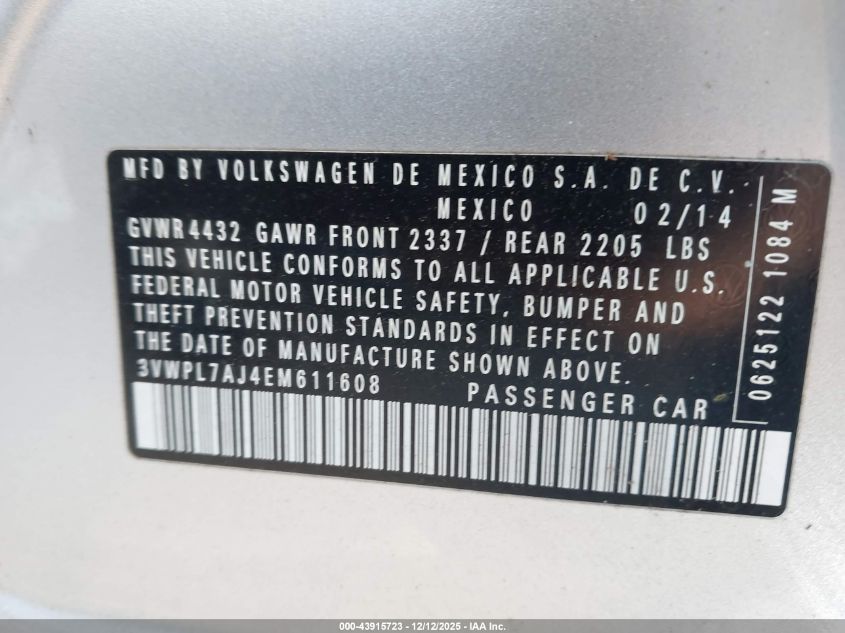 MFD BY VOLKSWAGEN DE MEXICO S.A. DE C.V.
MEXICO 02/14
GVWR 4432 GAWR FRONT 2337 / REAR 2205 LBS
THIS VEHICLE CONFORMS TO ALL APPLICABLE U.S.
FEDERAL MOTOR VEHICLE SAFETY, BUMPER AND
THEFT PREVENTION STANDARDS IN EFFECT ON
THE DATE OF MANUFACTURE SHOWN ABOVE.
3VWPL7AJ4EM611608 PASSENGER CAR
0625122 1084 M
000-43915723 - 12/12/2025 - IAA Inc.